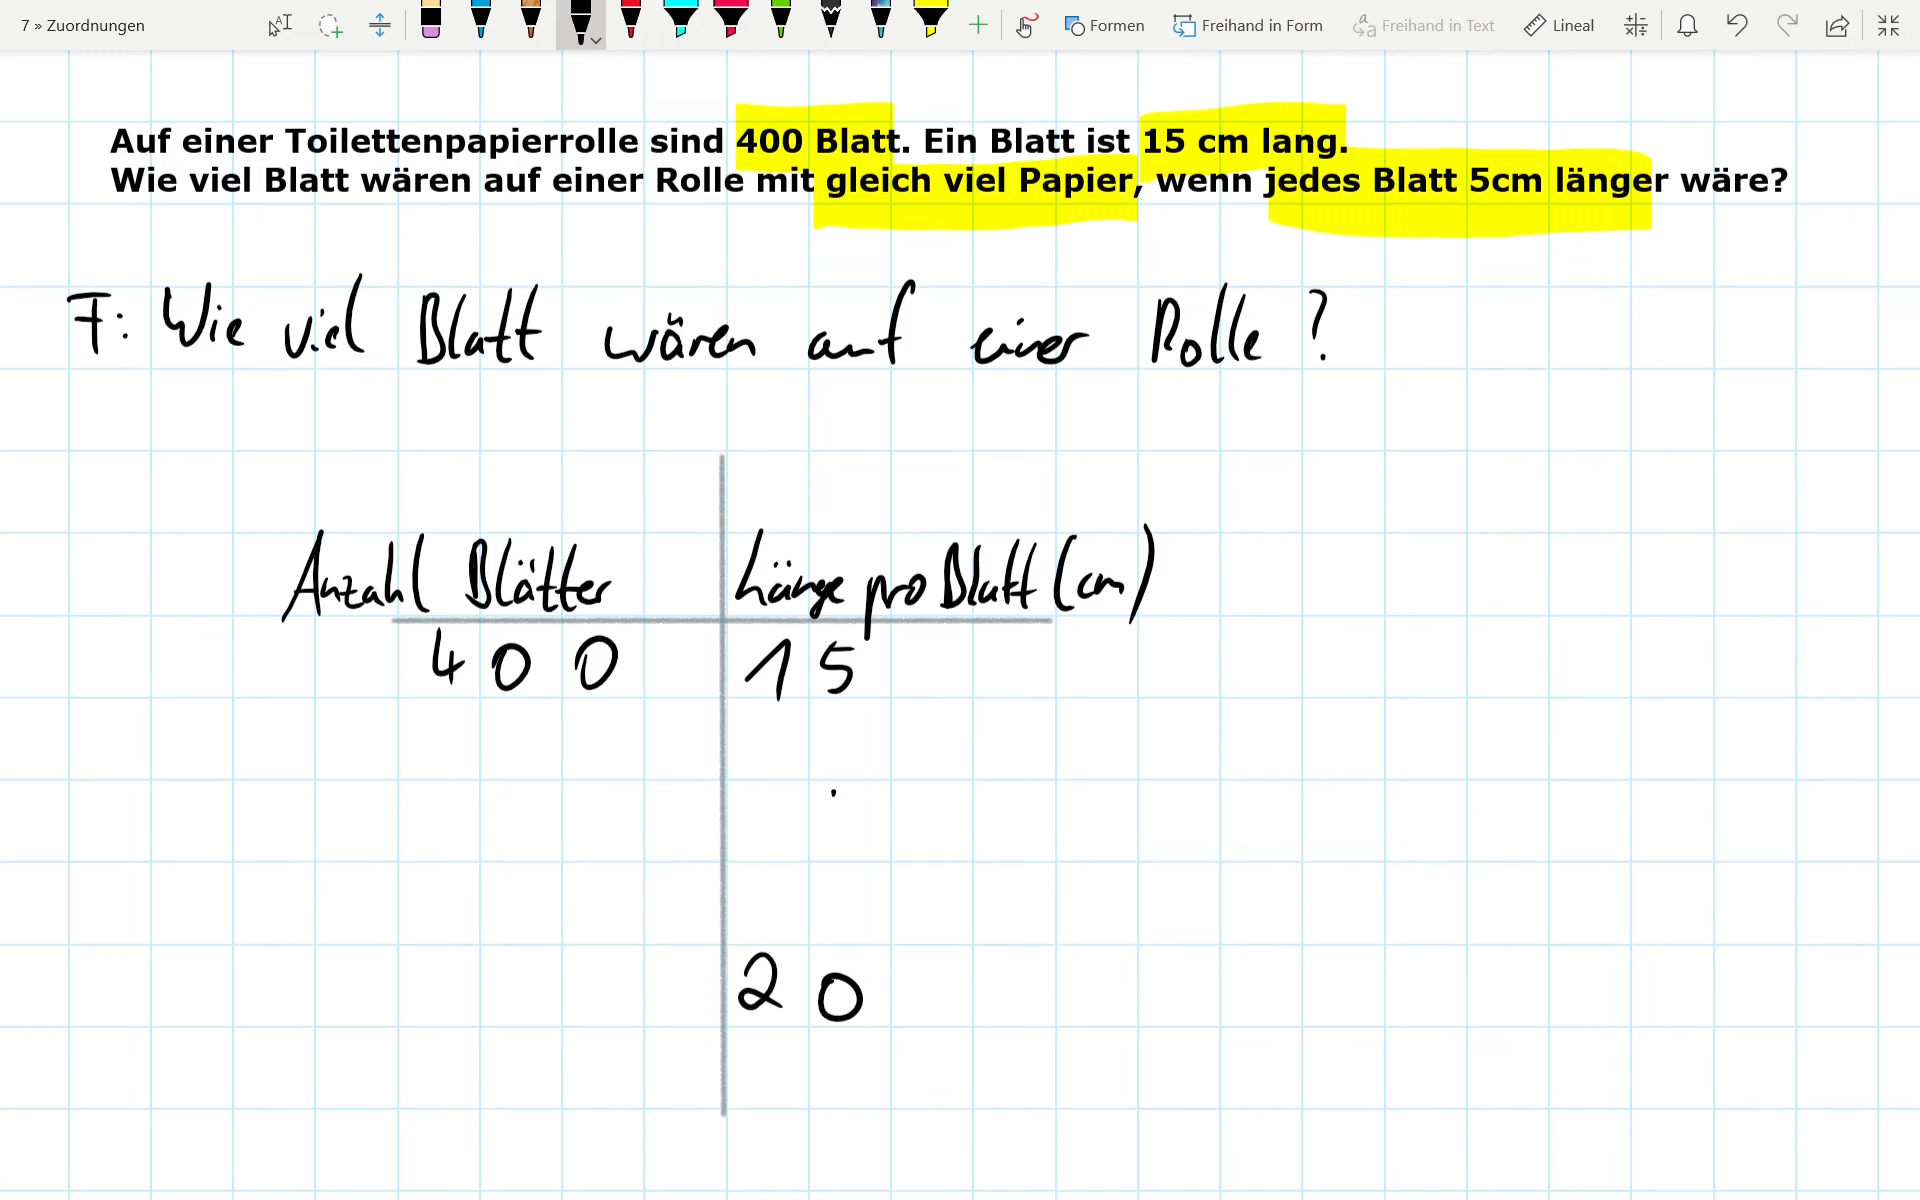 7 » Zuordnungen Formen Freihand in Form Freihand in Text Lineal
Auf einer Toilettenpapierrolle sind 400 Blatt. Ein Blatt ist 15 cm lang.
Wie viel Blatt wären auf einer Rolle mit gleich viel Papier, wenn jedes Blatt 5cm länger wäre?
F: Wie viel Blatt wären auf einer Rolle ?
Anzahl Blätter Länge pro Blatt (cm)
400 15
20